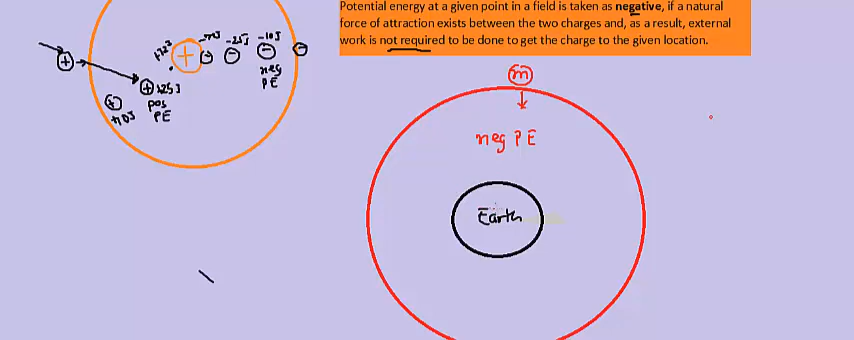 Potential energy at a given point in a field is taken as negative, if a natural
force of attraction exists between the two charges and, as a result, external
work is not required to be done to get the charge to the given location.
-25J
-10J
neg
PE
+25J
+10J
pos
PE
m
neg PE
Earth